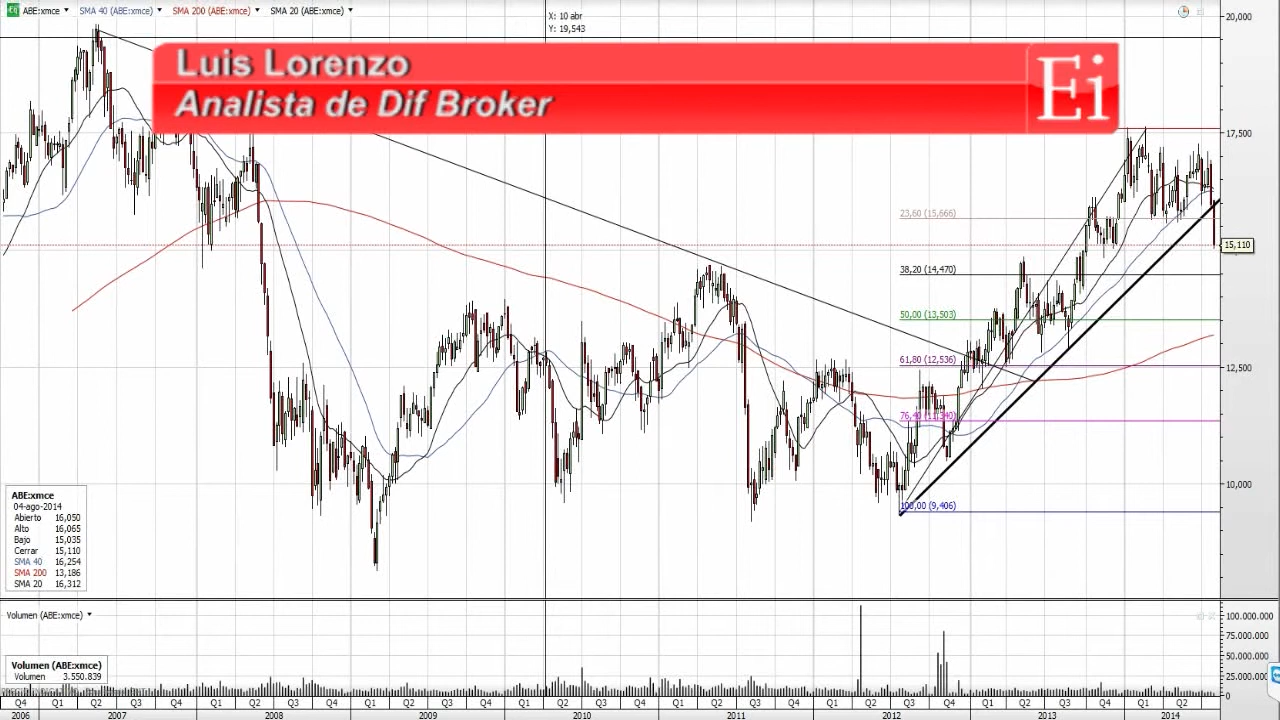 ABE:xmce SMA 40 (ABE:xmce) SMA 200 (ABE:xmce) SMA 20 (ABE:xmce)
X: 10 abr
Y: 19,543
Luis Lorenzo
Analista de Dif Broker
Ei
20,000
17,500
15,110
12,500
10,000
23,60 (15,666)
38,20 (14,470)
50,00 (13,503)
61,80 (12,536)
76,40 (11,340)
100,00 (9,406)
ABE:xmce
04-ago-2014
Abierto 16,050
Alto 16,065
Bajo 15,035
Cerrar 15,110
SMA 40 16,254
SMA 200 13,186
SMA 20 16,312
Volumen (ABE:xmce)
100.000.000
75.000.000
50.000.000
25.000.000
0
Volumen (ABE:xmce)
Volumen 3.550.839
Q4 Q1 Q2 Q3 Q4 Q1 Q2 Q3 Q4 Q1 Q2 Q3 Q4 Q1 Q2 Q3 Q4 Q1 Q2 Q3 Q4 Q1 Q2 Q3 Q4 Q1 Q2 Q3 Q4 Q1 Q2
2006 2007 2008 2009 2010 2011 2012 2013 2014